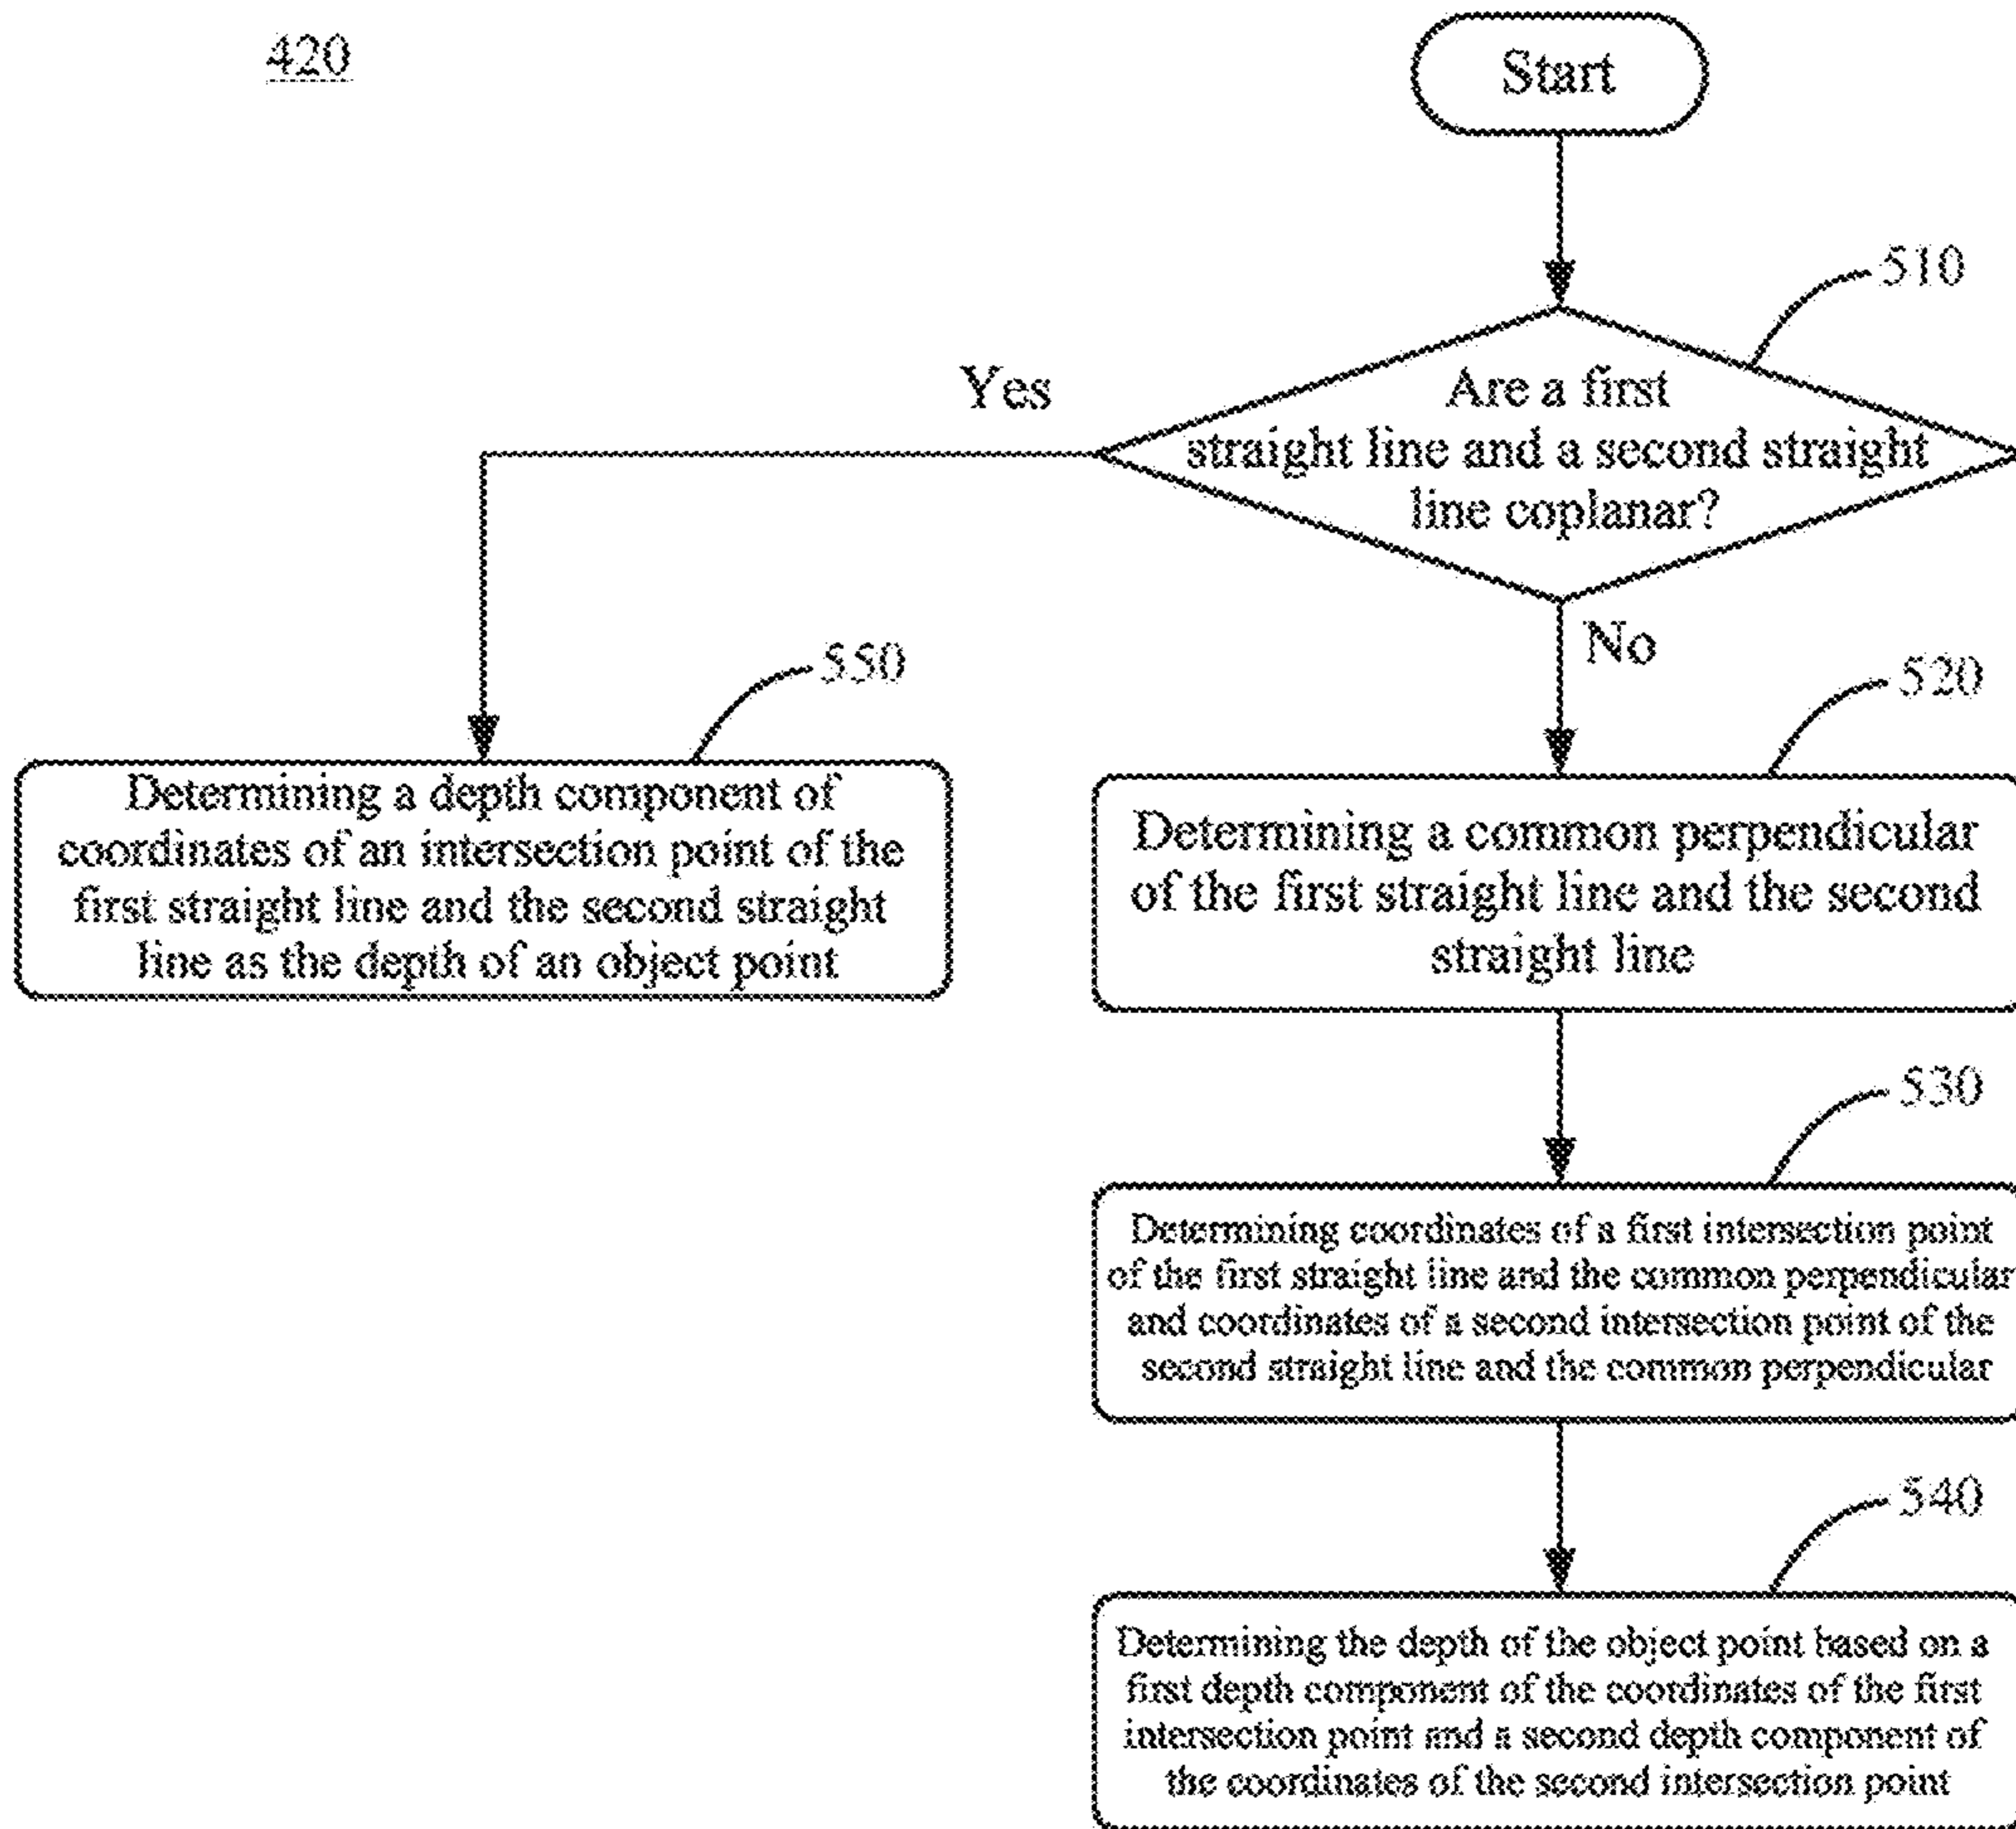 420
Start
510
Are a first
straight line and a second straight
line coplanar?
Yes
No
550
Determining a depth component of
coordinates of an intersection point of the
first straight line and the second straight
line as the depth of an object point
520
Determining a common perpendicular
of the first straight line and the second
straight line
530
Determining coordinates of a first intersection point
of the first straight line and the common perpendicular
and coordinates of a second intersection point of the
second straight line and the common perpendicular
540
Determining the depth of the object point based on a
first depth component of the coordinates of the first
intersection point and a second depth component of
the coordinates of the second intersection point